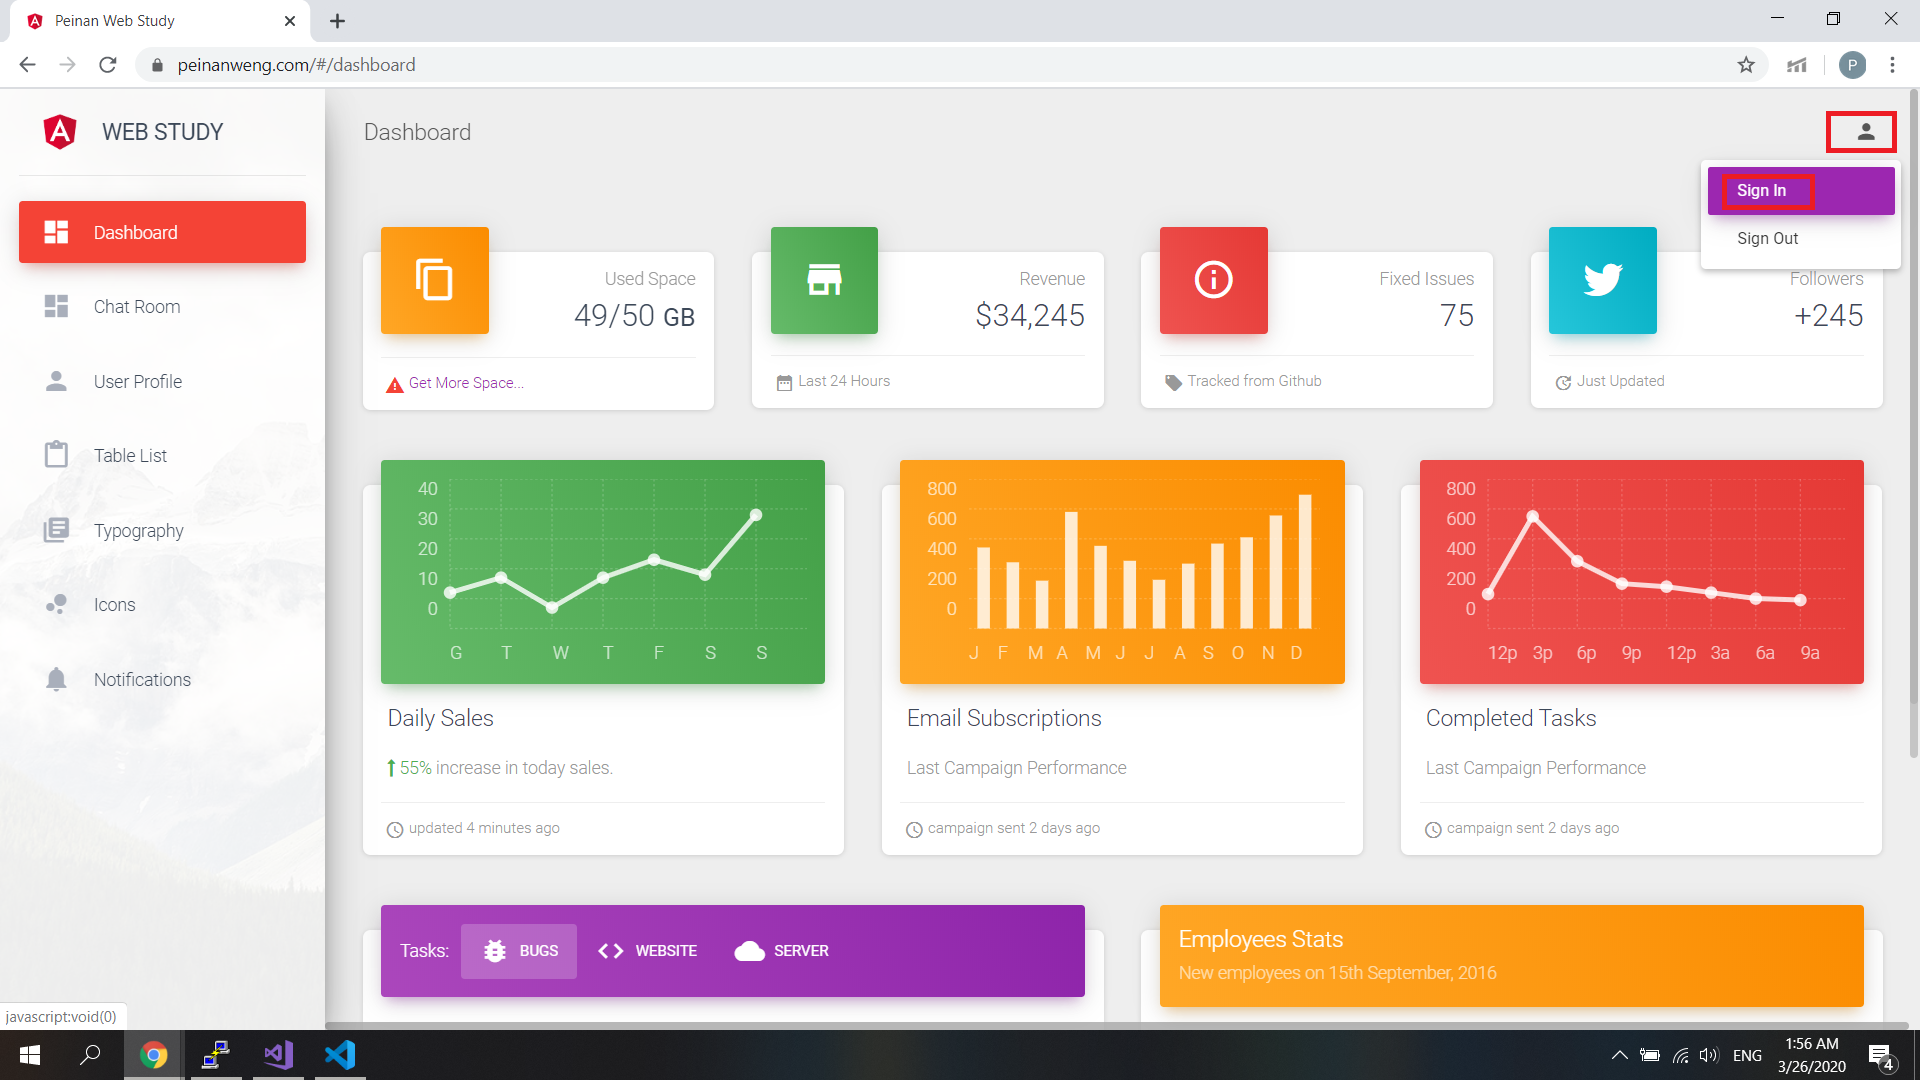 Peinan Web Study
peinanweng.com/#/dashboard
P
WEB STUDY
Dashboard
Sign In
Sign Out
Dashboard
Chat Room
User Profile
Table List
Typography
Icons
Notifications
Used Space
49/50 GB
Get More Space...
Revenue
$34,245
Last 24 Hours
Fixed Issues
75
Tracked from Github
Followers
+245
Just Updated
40
30
20
10
0
G T W T F S S
Daily Sales
55% increase in today sales.
updated 4 minutes ago
800
600
400
200
0
J F M A M J J A S O N D
Email Subscriptions
Last Campaign Performance
campaign sent 2 days ago
800
600
400
200
0
12p 3p 6p 9p 12p 3a 6a 9a
Completed Tasks
Last Campaign Performance
campaign sent 2 days ago
Tasks: BUGS WEBSITE SERVER
Employees Stats
New employees on 15th September, 2016
javascript:void(0)
ENG
1:56 AM
3/26/2020
4